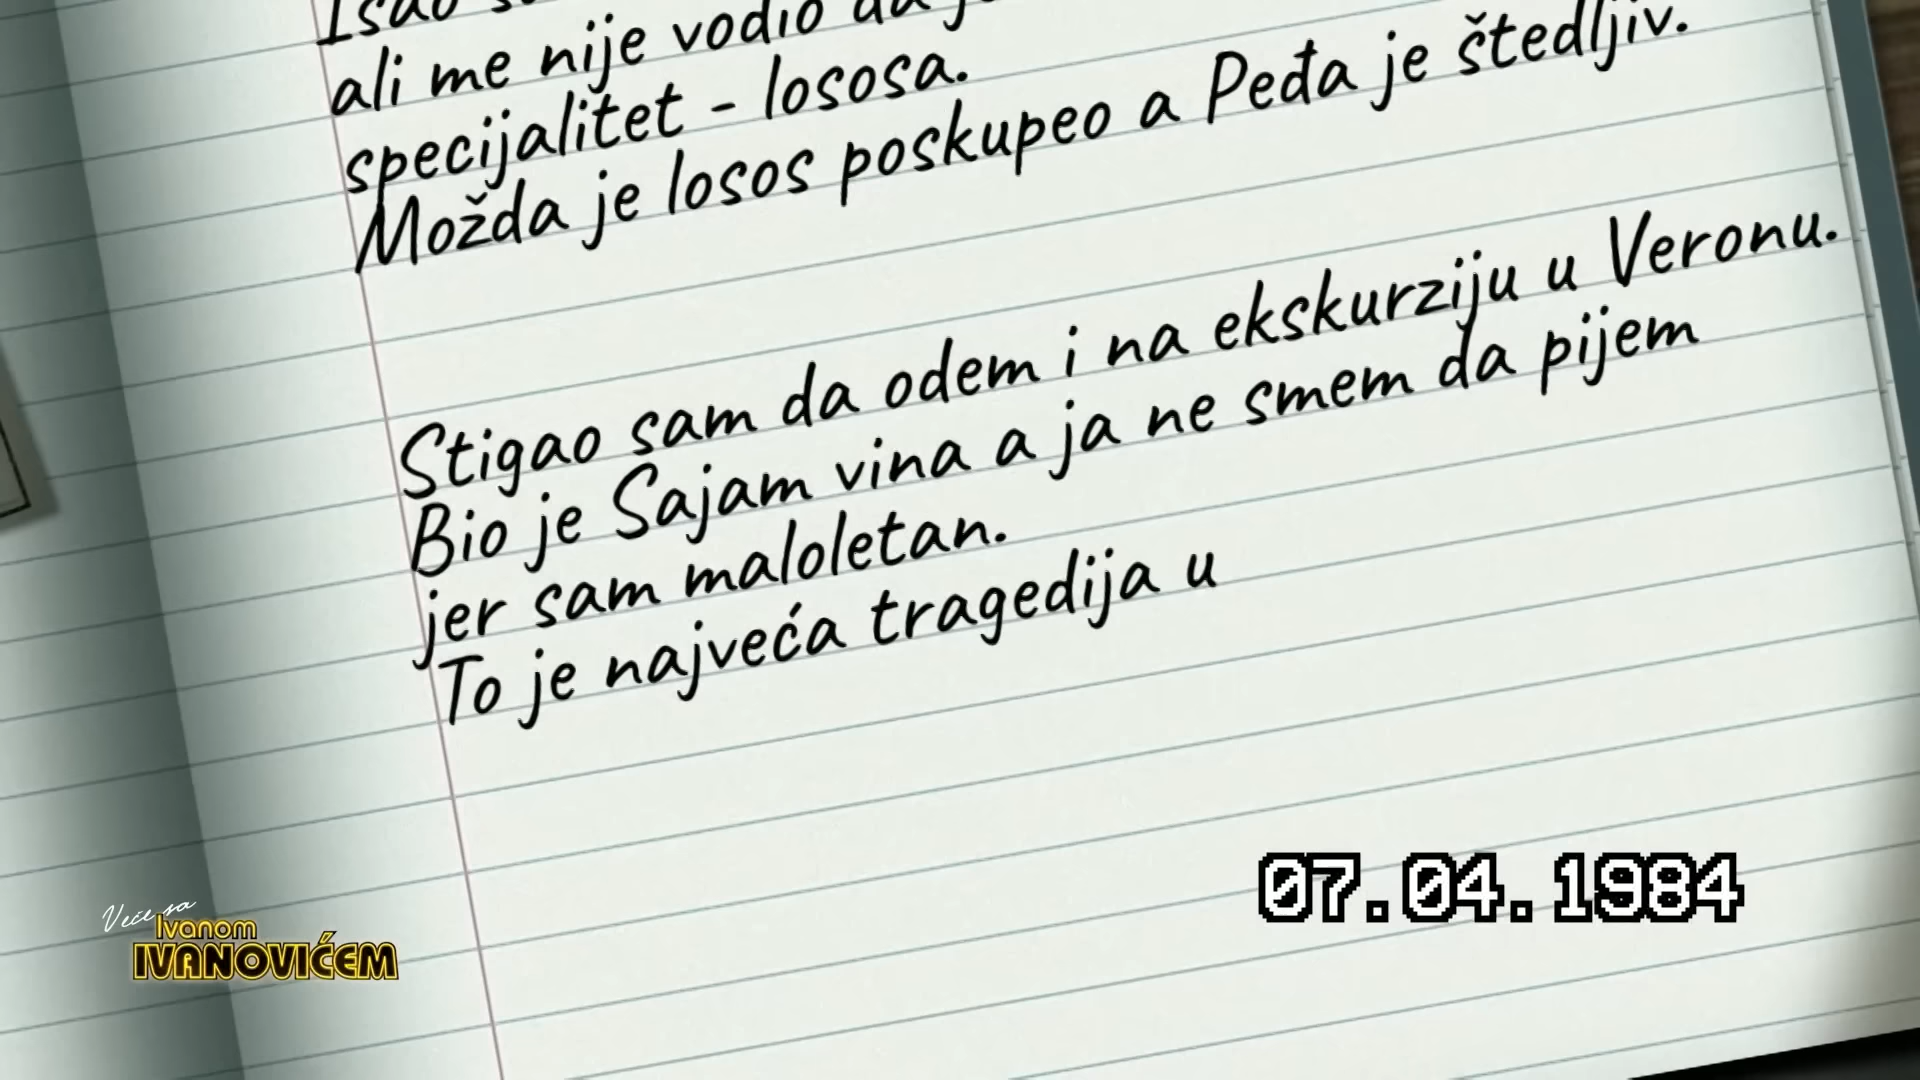 ali me nije vodio da
specijalitet - lososa.
Možda je losos poskupeo a Peđa je štedljiv.
Stigao sam da odem i na ekskurziju u Veronu.
Bio je Sajam vina a ja ne smem da pijem
jer sam maloletan.
To je najveća tragedija u
07.04.1984
Veče sa
Ivanom
IVANOVIĆEM